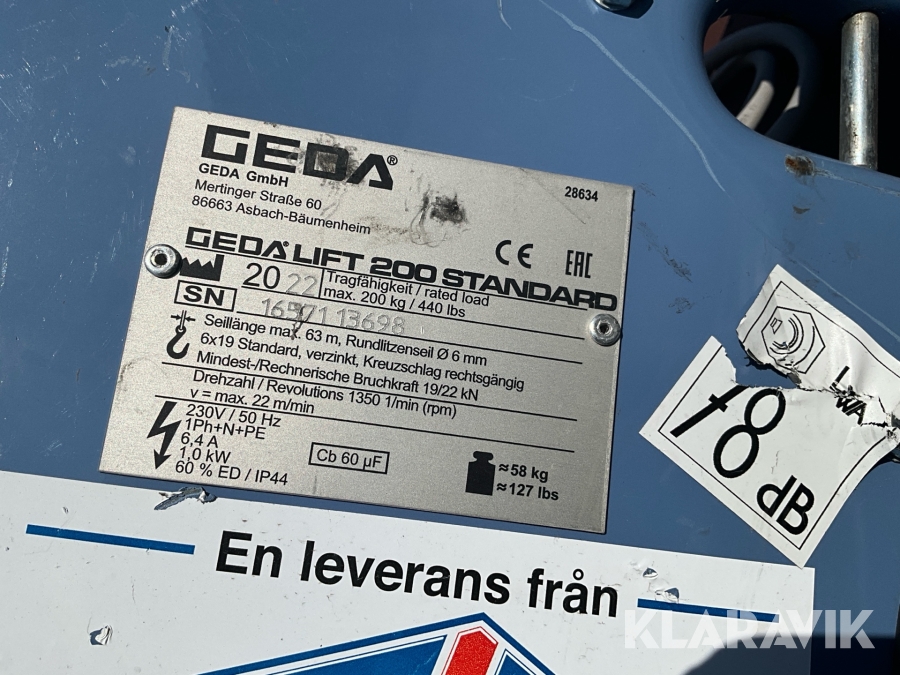 GEDA®
GEDA GmbH
Mertinger Straße 60
86663 Asbach-Bäumenheim
28634
CE EAC
GEDA® LIFT 200 STANDARD
2022
Tragfähigkeit / rated load
max. 200 kg / 440 lbs
SN
Seillänge max. 63 m, Rundlitzenseil Ø 6 mm
6x19 Standard, verzinkt, Kreuzschlag rechtsgängig
Mindest-/Rechnerische Bruchkraft 19/22 kN
Drehzahl / Revolutions 1350 1/min (rpm)
v = max. 22 m/min
230V / 50 Hz
1Ph+N+PE
6,4 A
1,0 kW
60 % ED / IP44
Cb 60 µF
≈ 58 kg
≈ 127 lbs
LWA
78
dB
En leverans från
KLARAVIK